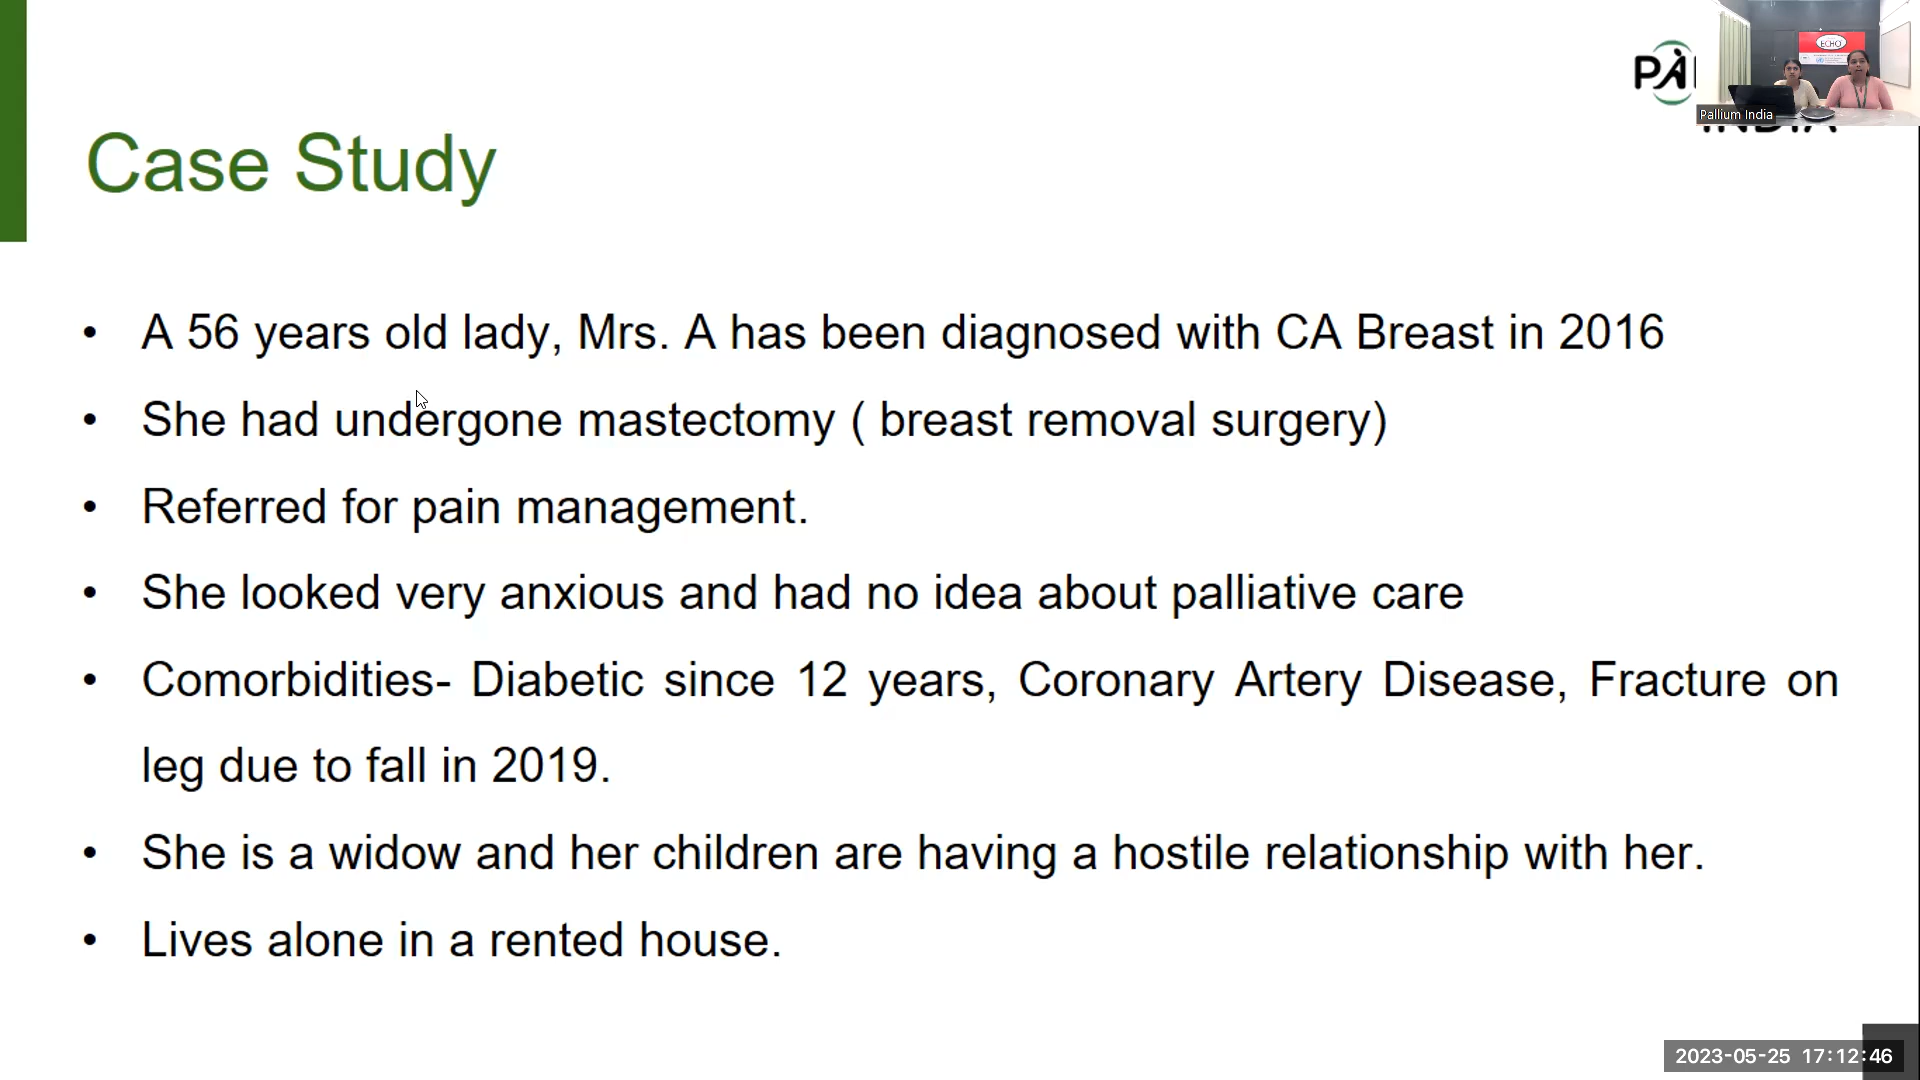 ECHO
Pallium India
INDIA
Case Study
• A 56 years old lady, Mrs. A has been diagnosed with CA Breast in 2016
• She had undergone mastectomy ( breast removal surgery)
• Referred for pain management.
• She looked very anxious and had no idea about palliative care
• Comorbidities- Diabetic since 12 years, Coronary Artery Disease, Fracture on
leg due to fall in 2019.
• She is a widow and her children are having a hostile relationship with her.
• Lives alone in a rented house.
2023-05-25 17:12:46